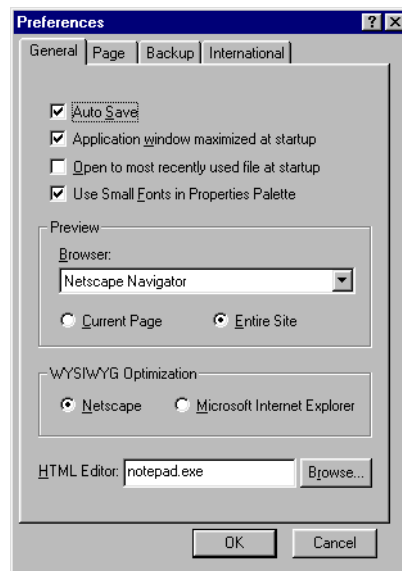 Preferences
General Page Backup International
Auto Save
Application window maximized at startup
Open to most recently used file at startup
Use Small Fonts in Properties Palette
Preview
Browser:
Netscape Navigator
Current Page Entire Site
WYSIWYG Optimization
Netscape Microsoft Internet Explorer
HTML Editor: notepad.exe Browse...
OK Cancel